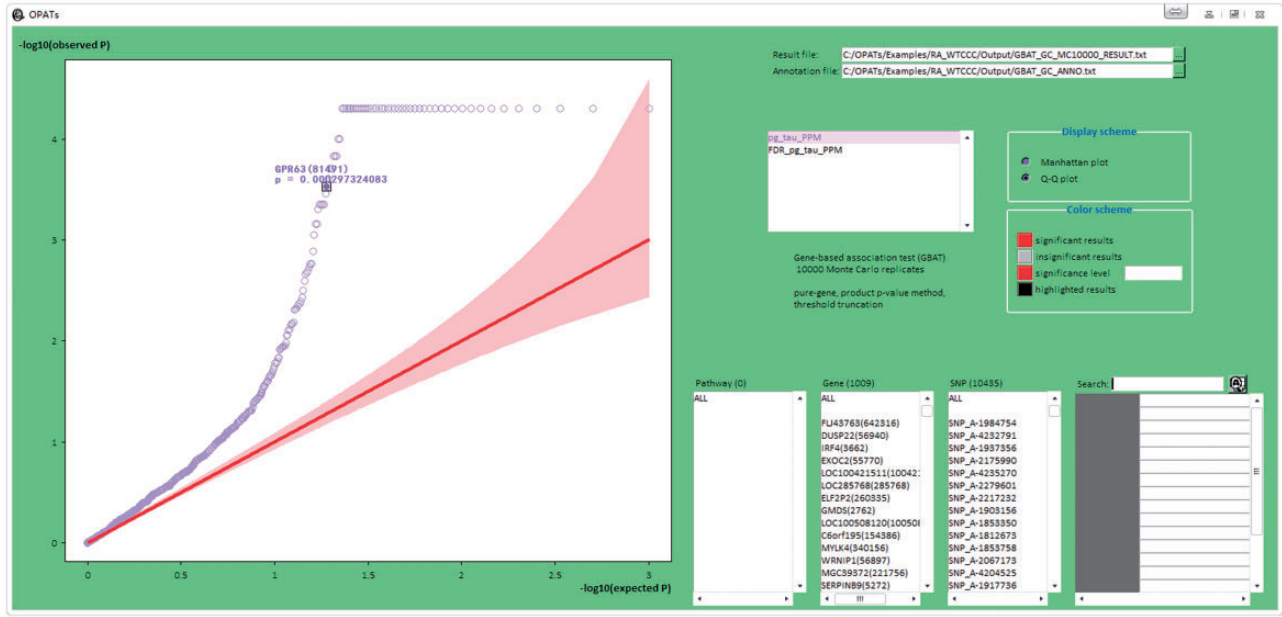 OPATs
-log10(observed P)
4
3
2
1
0
0
0.5
1
1.5
2
2.5
3
-log10(expected P)
GPR63(81491)
p = 0.000297324083
Result file: C:/OPATs/Examples/RA_WTCCC/Output/GBAT_GC_MC10000_RESULT.txt ...
Annotation file: C:/OPATs/Examples/RA_WTCCC/Output/GBAT_GC_ANNO.txt ...
pg_tau_PPM
FDR_pg_tau_PPM
Display scheme
Manhattan plot
Q-Q plot
Color scheme
significant results
insignificant results
significance level
highlighted results
Gene-based association test (GBAT)
10000 Monte Carlo replicates
pure-gene, product p-value method,
threshold truncation
Pathway (0)
ALL
Gene (1009)
ALL
FLJ43763(642316)
DUSP22(56940)
IRF4(3662)
EXOC2(55770)
LOC100421511(10042:
LOC285768(285768)
ELF2P2(260335)
GMDS(2762)
LOC100508120(10050
C6orf195(154386)
MYLK4(340156)
WRNIP1(56897)
MGC39372(221756)
SERPINB9(5272)
SNP (10435)
ALL
SNP_A-1984754
SNP_A-4232791
SNP_A-1937356
SNP_A-2175990
SNP_A-4235270
SNP_A-2279601
SNP_A-2217232
SNP_A-1903156
SNP_A-1853350
SNP_A-1812673
SNP_A-1853758
SNP_A-2067173
SNP_A-4204525
SNP_A-1917736
Search: